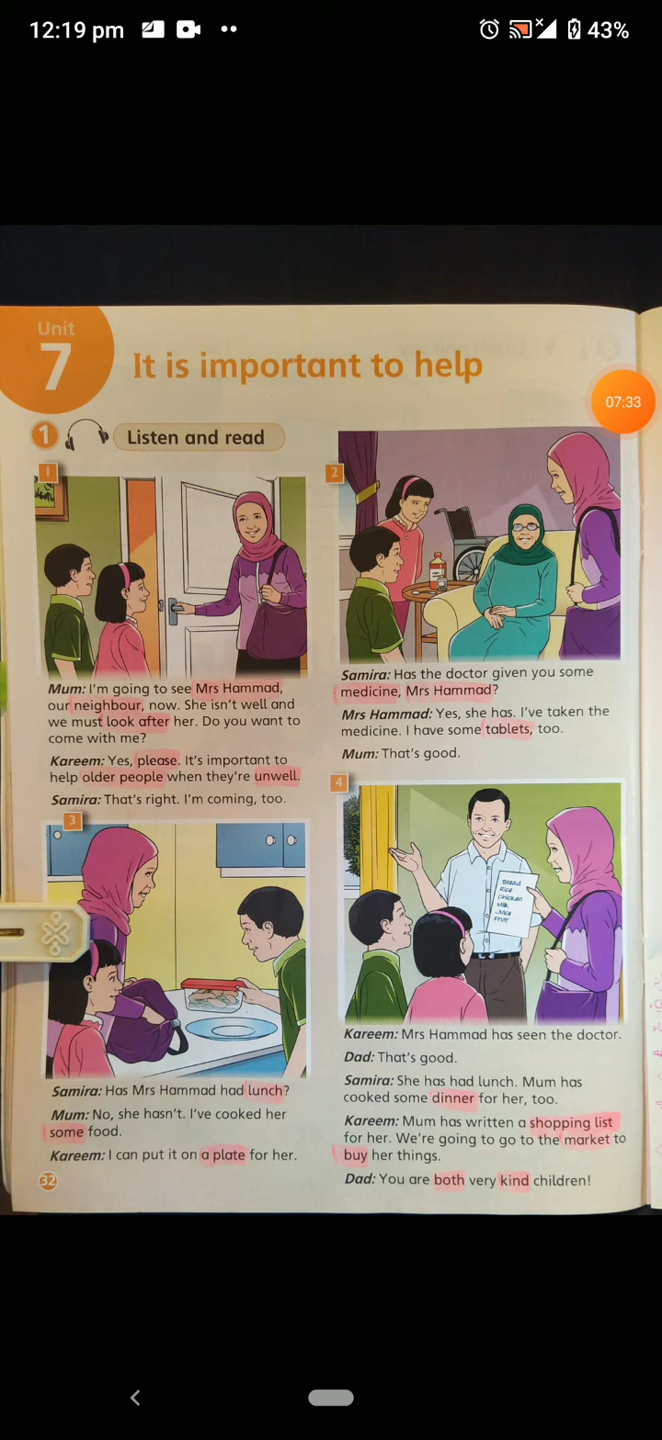 12:19 pm
43%
Unit
7
It is important to help
07:33
1
Listen and read
1
Mum: I'm going to see Mrs Hammad,
our neighbour, now. She isn't well and
we must look after her. Do you want to
come with me?
Kareem: Yes, please. It's important to
help older people when they're unwell.
Samira: That's right. I'm coming, too.
2
Samira: Has the doctor given you some
medicine, Mrs Hammad?
Mrs Hammad: Yes, she has. I've taken the
medicine. I have some tablets, too.
Mum: That's good.
3
Samira: Has Mrs Hammad had lunch?
Mum: No, she hasn't. I've cooked her
some food.
Kareem: I can put it on a plate for her.
4
Bread
Rice
Chicken
Milk
Juice
Fruit
Kareem: Mrs Hammad has seen the doctor.
Dad: That's good.
Samira: She has had lunch. Mum has
cooked some dinner for her, too.
Kareem: Mum has written a shopping list
for her. We're going to go to the market to
buy her things.
Dad: You are both very kind children!
32